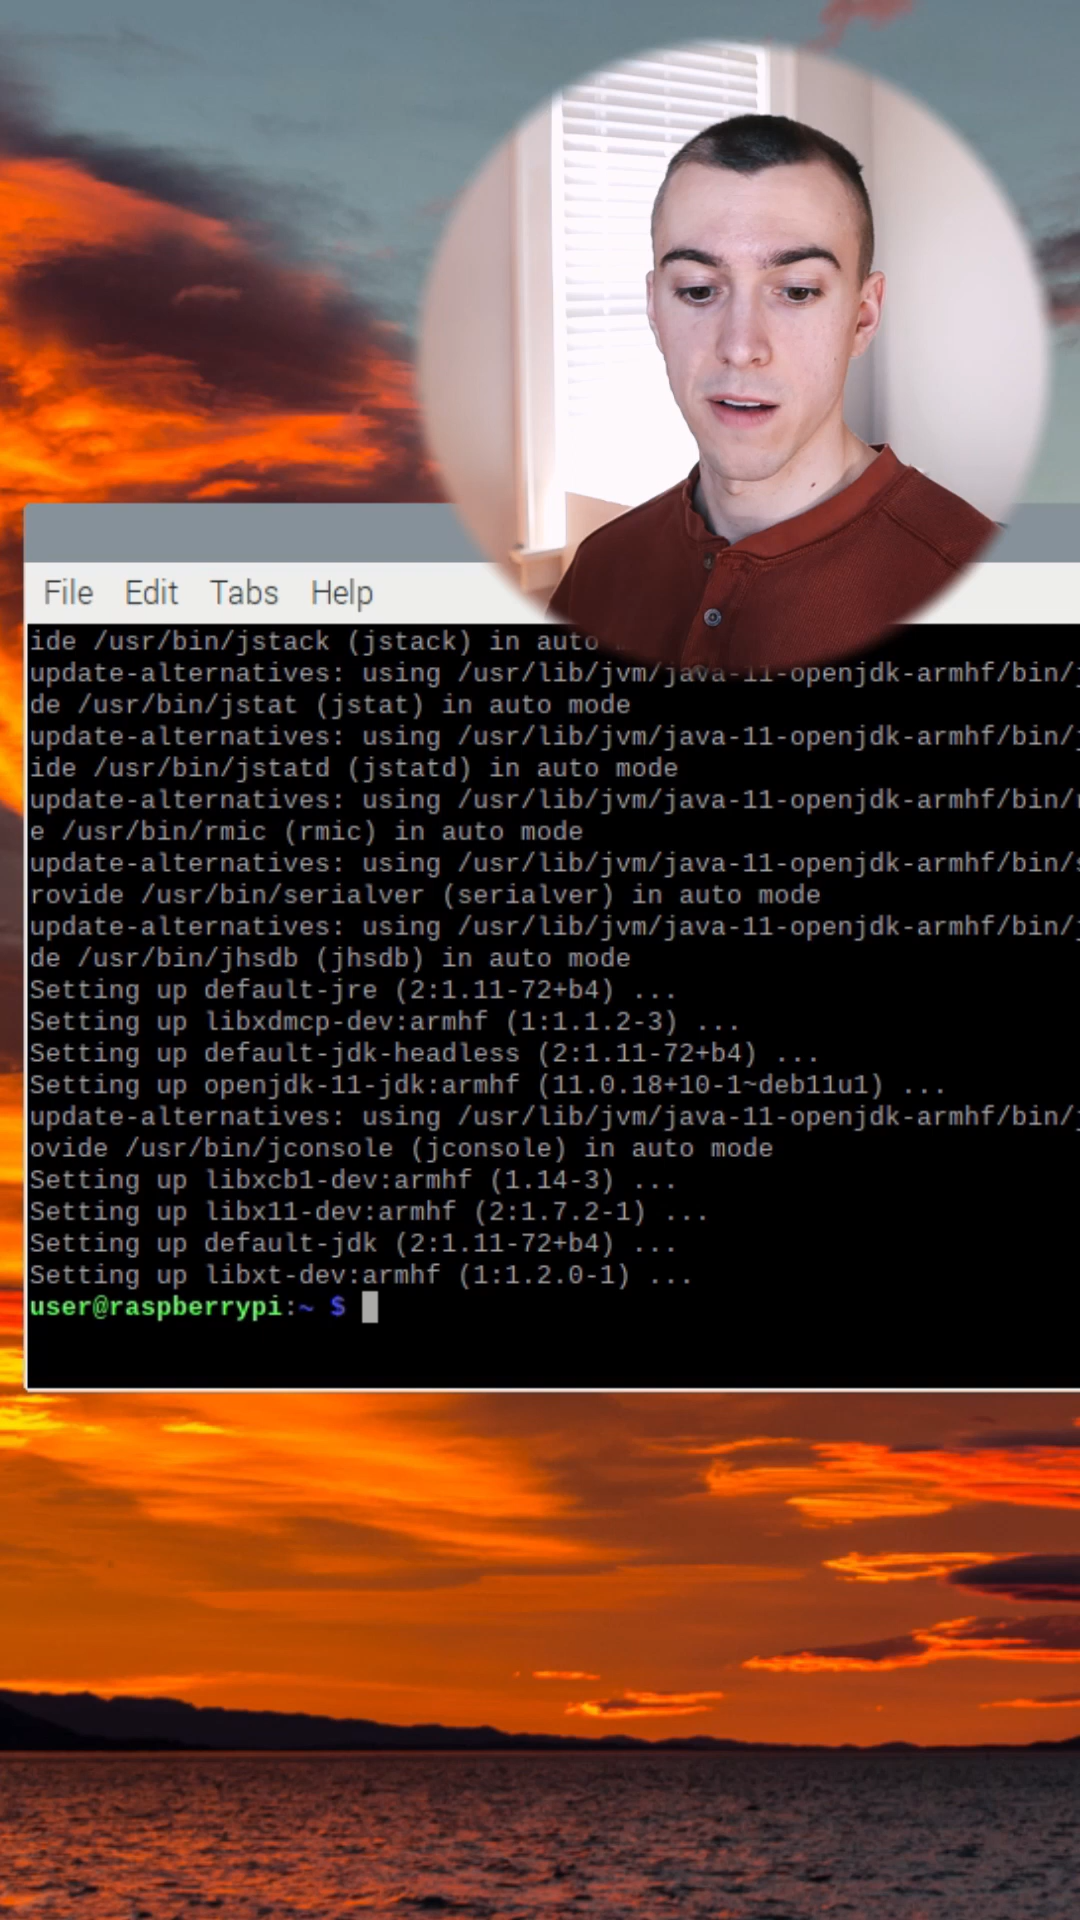 File Edit Tabs Help
ide /usr/bin/jstack (jstack) in auto
update-alternatives: using /usr/lib/jvm/java-11-openjdk-armhf/bin/j
de /usr/bin/jstat (jstat) in auto mode
update-alternatives: using /usr/lib/jvm/java-11-openjdk-armhf/bin/j
ide /usr/bin/jstatd (jstatd) in auto mode
update-alternatives: using /usr/lib/jvm/java-11-openjdk-armhf/bin/r
e /usr/bin/rmic (rmic) in auto mode
update-alternatives: using /usr/lib/jvm/java-11-openjdk-armhf/bin/s
rovide /usr/bin/serialver (serialver) in auto mode
update-alternatives: using /usr/lib/jvm/java-11-openjdk-armhf/bin/j
de /usr/bin/jhsdb (jhsdb) in auto mode
Setting up default-jre (2:1.11-72+b4) ...
Setting up libxdmcp-dev:armhf (1:1.1.2-3) ...
Setting up default-jdk-headless (2:1.11-72+b4) ...
Setting up openjdk-11-jdk:armhf (11.0.18+10-1~deb11u1) ...
update-alternatives: using /usr/lib/jvm/java-11-openjdk-armhf/bin/j
ovide /usr/bin/jconsole (jconsole) in auto mode
Setting up libxcb1-dev:armhf (1.14-3) ...
Setting up libx11-dev:armhf (2:1.7.2-1) ...
Setting up default-jdk (2:1.11-72+b4) ...
Setting up libxt-dev:armhf (1:1.2.0-1) ...
user@raspberrypi:~ $